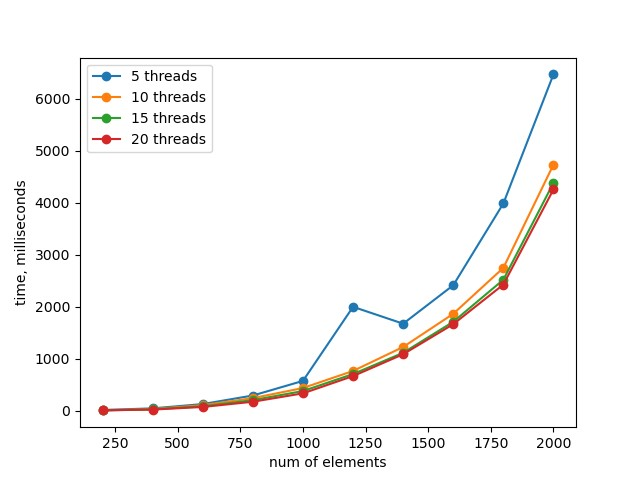 5 threads
10 threads
15 threads
20 threads
6000
5000
4000
3000
2000
1000
0
time, milliseconds
250 500 750 1000 1250 1500 1750 2000
num of elements